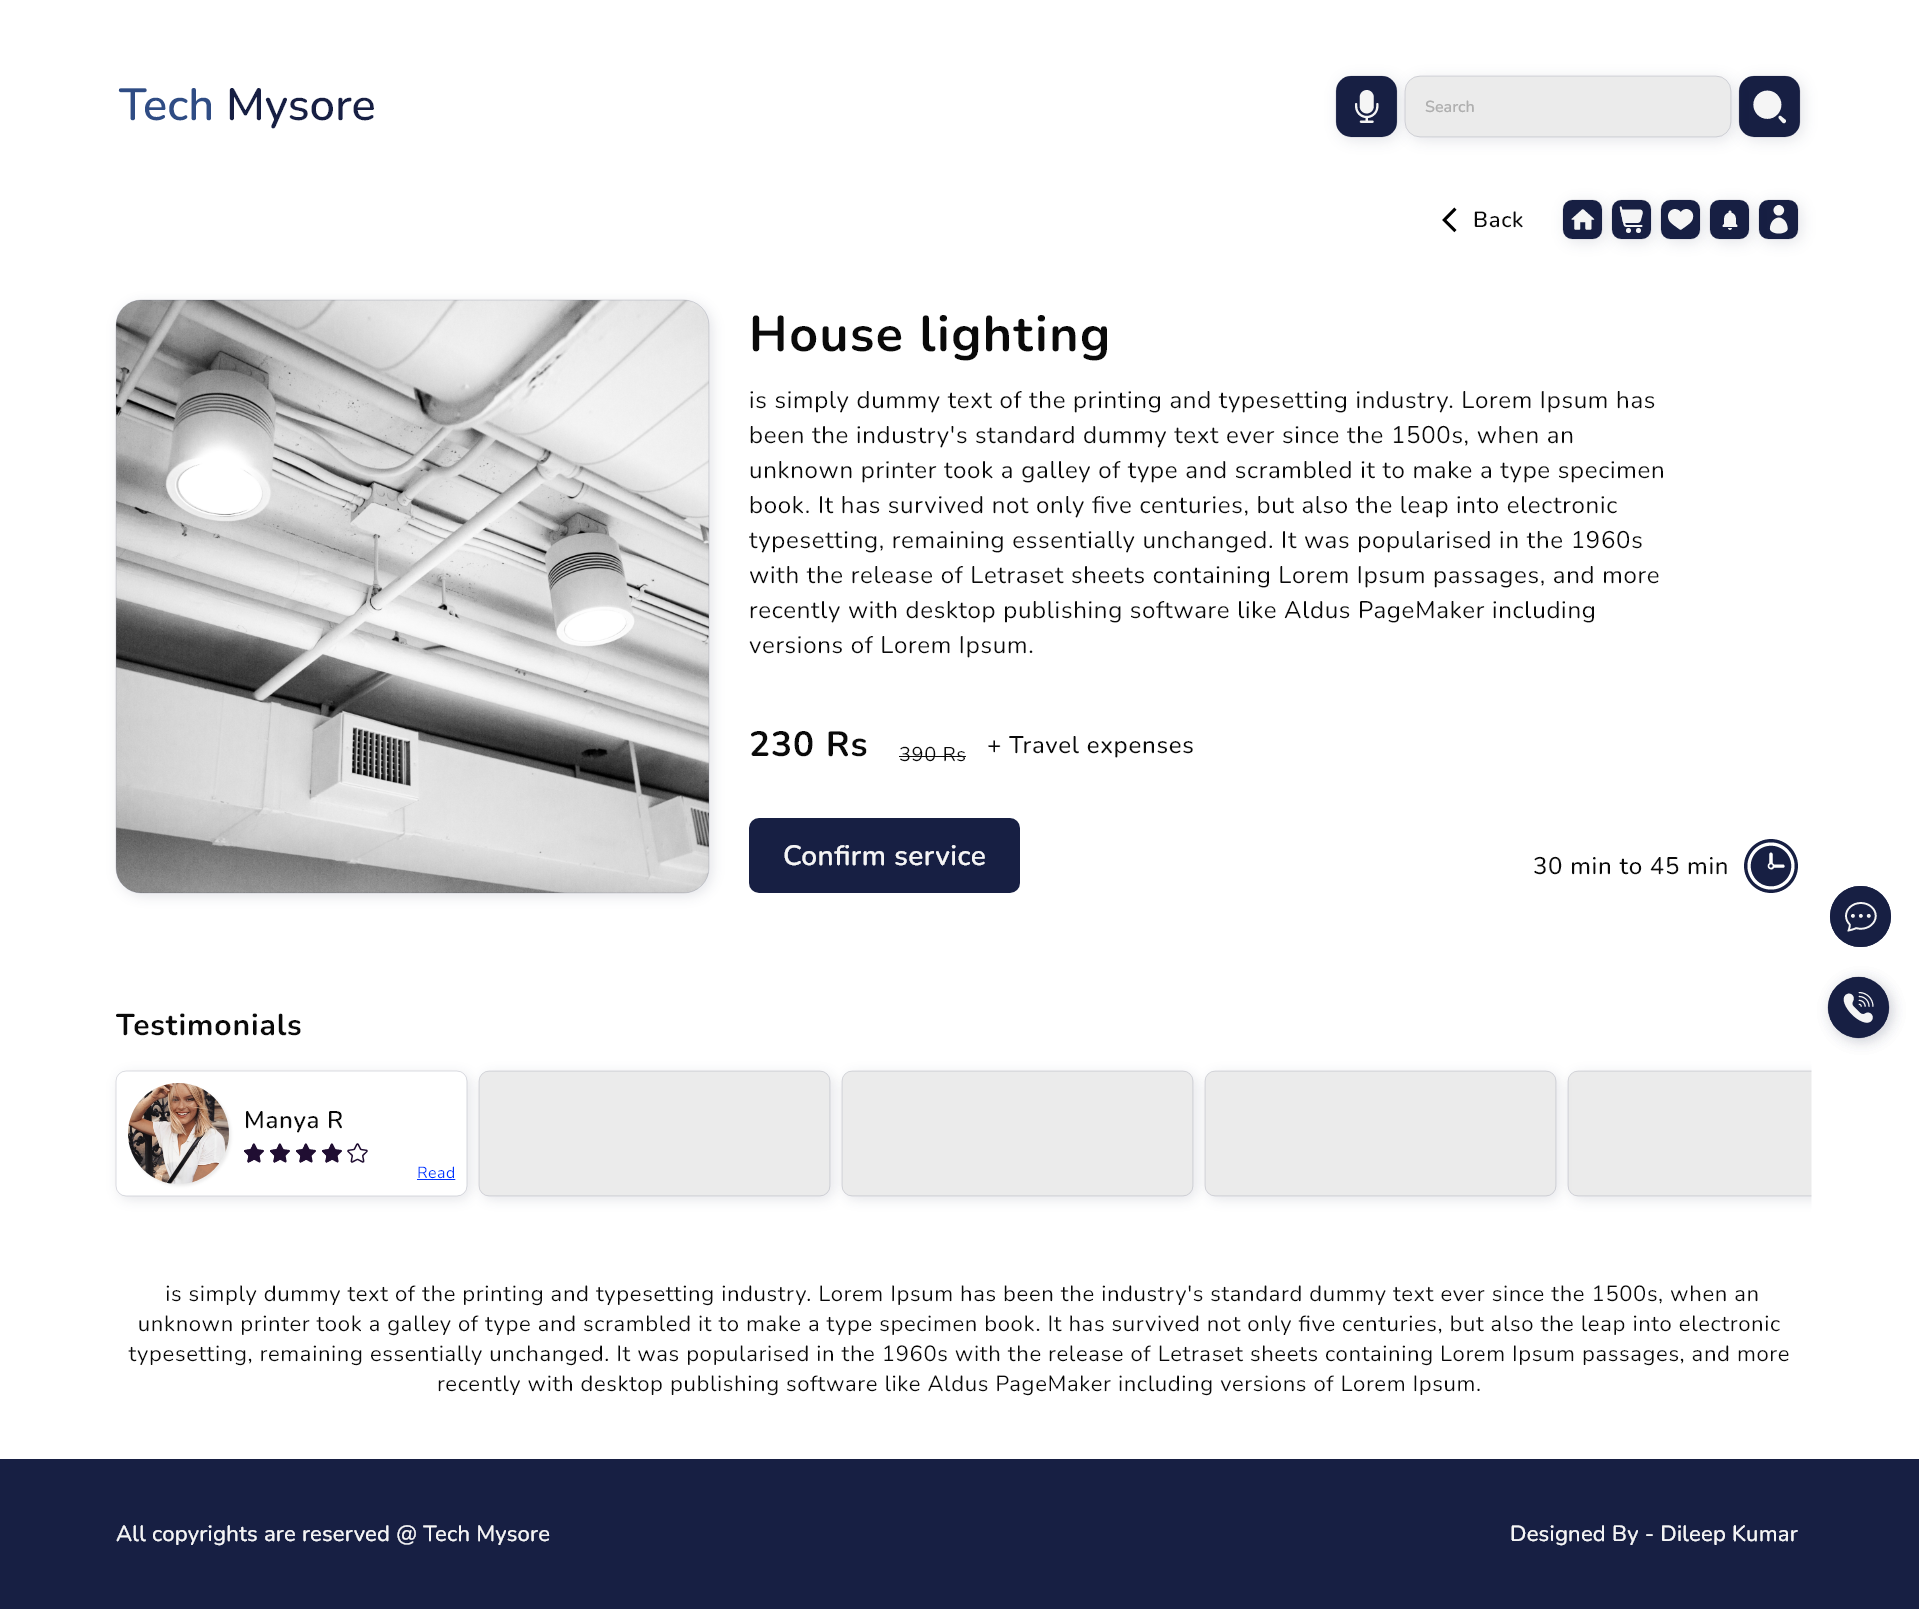 Tech Mysore
Search
Back
House lighting
is simply dummy text of the printing and typesetting industry. Lorem Ipsum has
been the industry's standard dummy text ever since the 1500s, when an
unknown printer took a galley of type and scrambled it to make a type specimen
book. It has survived not only five centuries, but also the leap into electronic
typesetting, remaining essentially unchanged. It was popularised in the 1960s
with the release of Letraset sheets containing Lorem Ipsum passages, and more
recently with desktop publishing software like Aldus PageMaker including
versions of Lorem Ipsum.
230 Rs 390 Rs + Travel expenses
Confirm service
30 min to 45 min
Testimonials
Manya R
Read
is simply dummy text of the printing and typesetting industry. Lorem Ipsum has been the industry's standard dummy text ever since the 1500s, when an
unknown printer took a galley of type and scrambled it to make a type specimen book. It has survived not only five centuries, but also the leap into electronic
typesetting, remaining essentially unchanged. It was popularised in the 1960s with the release of Letraset sheets containing Lorem Ipsum passages, and more
recently with desktop publishing software like Aldus PageMaker including versions of Lorem Ipsum.
All copyrights are reserved @ Tech Mysore
Designed By - Dileep Kumar